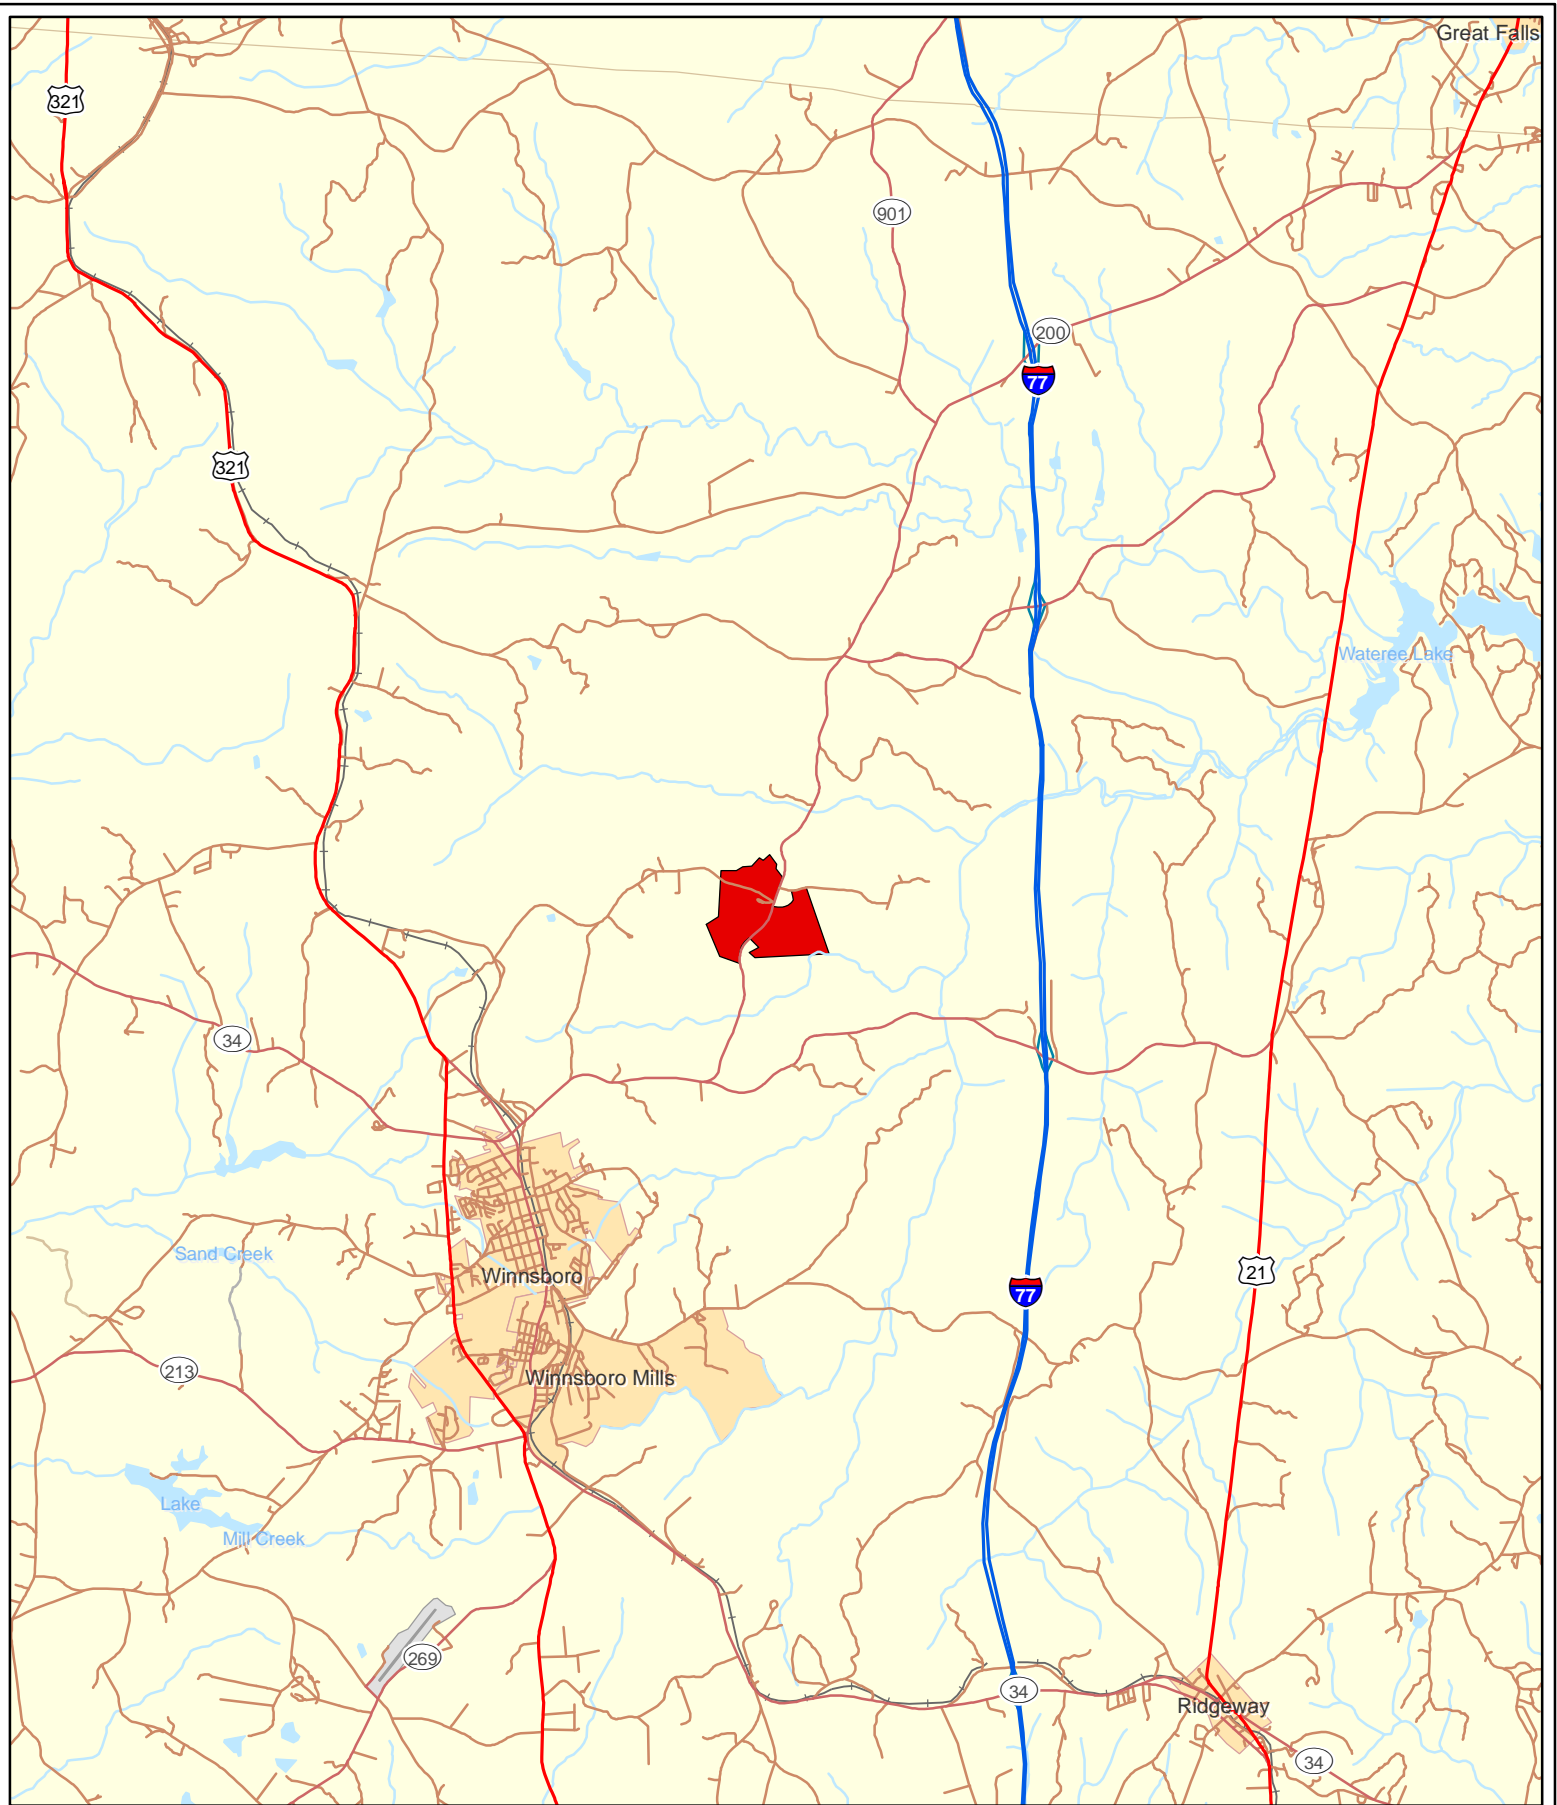 Great Falls
321
901
200
77
321
Wateree Lake
34
Sand Creek
Winnsboro
21
77
213
Winnsboro Mills
Lake
Mill Creek
269
34
Ridgeway
34